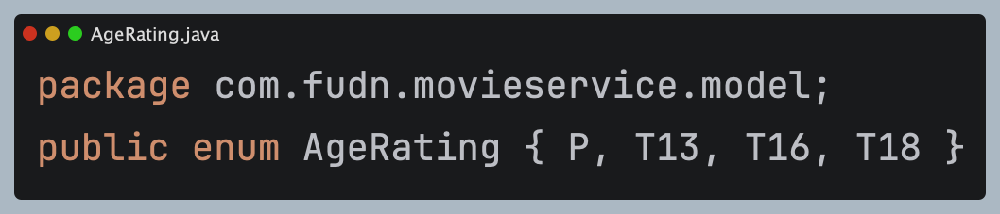 AgeRating.java
package com.fudn.movieservice.model;
public enum AgeRating { P, T13, T16, T18 }